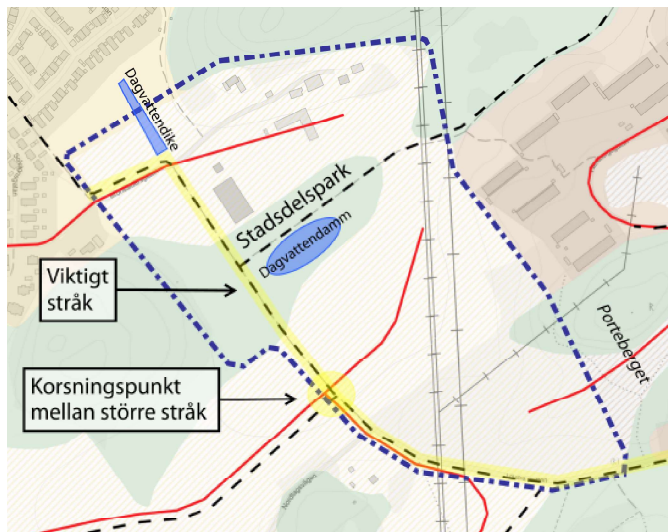 Dagvattendike
Stadsdelspark
Dagvattendamm
Viktigt
stråk
Porteberget
Korsningspunkt
mellan större stråk